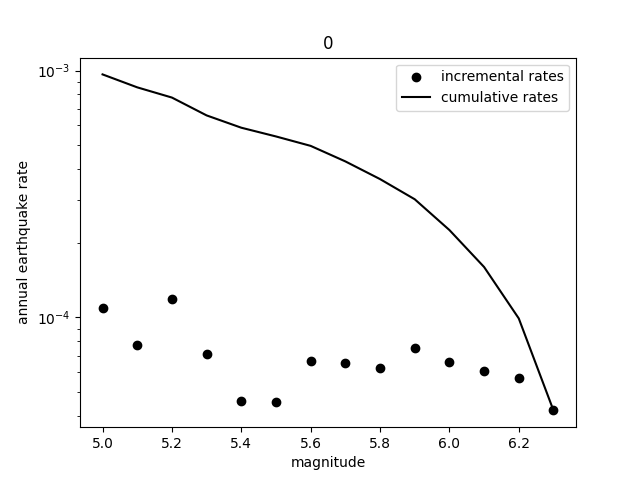 0
10⁻³
10⁻⁴
annual earthquake rate
incremental rates
cumulative rates
5.0 5.2 5.4 5.6 5.8 6.0 6.2
magnitude